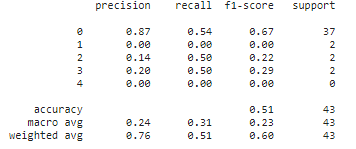 precision recall f1-score support
0 0.87 0.54 0.67 37
1 0.00 0.00 0.00 2
2 0.14 0.50 0.22 2
3 0.20 0.50 0.29 2
4 0.00 0.00 0.00 0
accuracy 0.51 43
macro avg 0.24 0.31 0.23 43
weighted avg 0.76 0.51 0.60 43